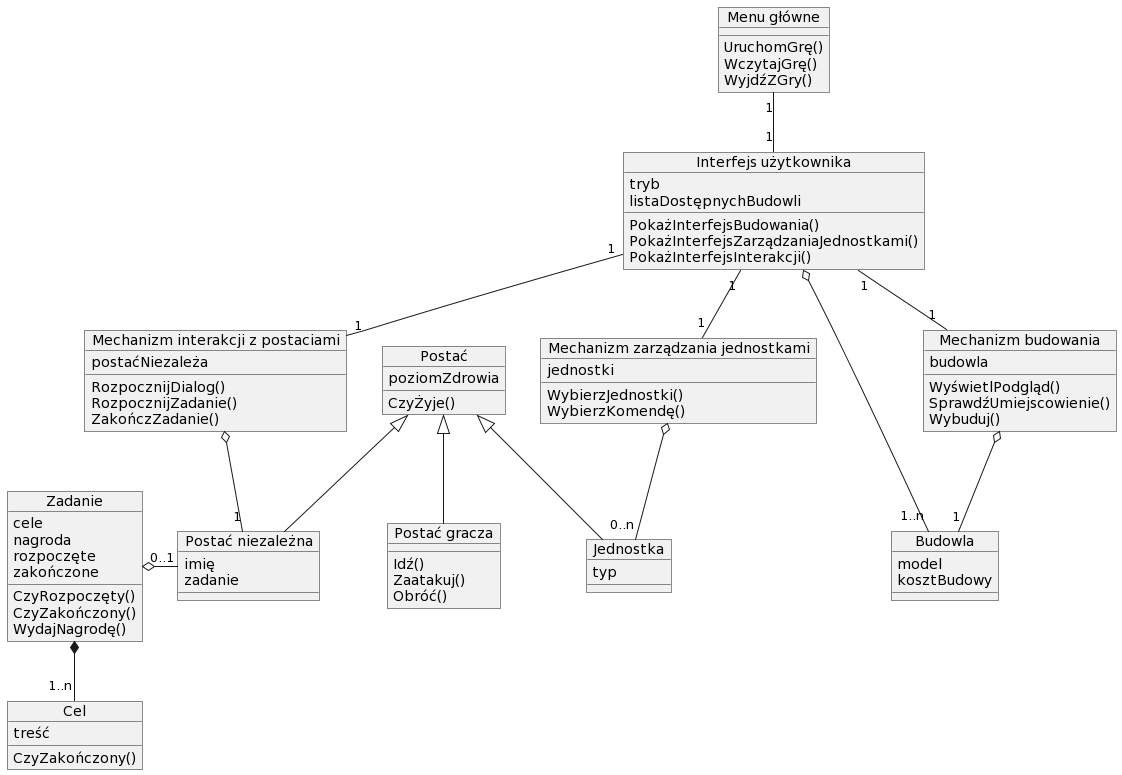 Menu główne
UruchomGrę()
WczytajGrę()
WyjdźZGry()
1
1
Interfejs użytkownika
tryb
listaDostępnychBudowli
PokażInterfejsBudowania()
PokażInterfejsZarządzaniaJednostkami()
PokażInterfejsInterakcji()
1
1
1
1
1
1
Mechanizm interakcji z postaciami
postaćNiezależa
RozpocznijDialog()
RozpocznijZadanie()
ZakończZadanie()
Postać
poziomZdrowia
CzyŻyje()
Mechanizm zarządzania jednostkami
jednostki
WybierzJednostki()
WybierzKomendę()
Mechanizm budowania
budowla
WyświetlPodgląd()
SprawdźUmiejscowienie()
Wybuduj()
1
0..n
1..n
1
Zadanie
cele
nagroda
rozpoczęte
zakończone
CzyRozpoczęty()
CzyZakończony()
WydajNagrodę()
0..1
Postać niezależna
imię
zadanie
Postać gracza
Idź()
Zaatakuj()
Obróć()
Jednostka
typ
Budowla
model
kosztBudowy
1..n
Cel
treść
CzyZakończony()